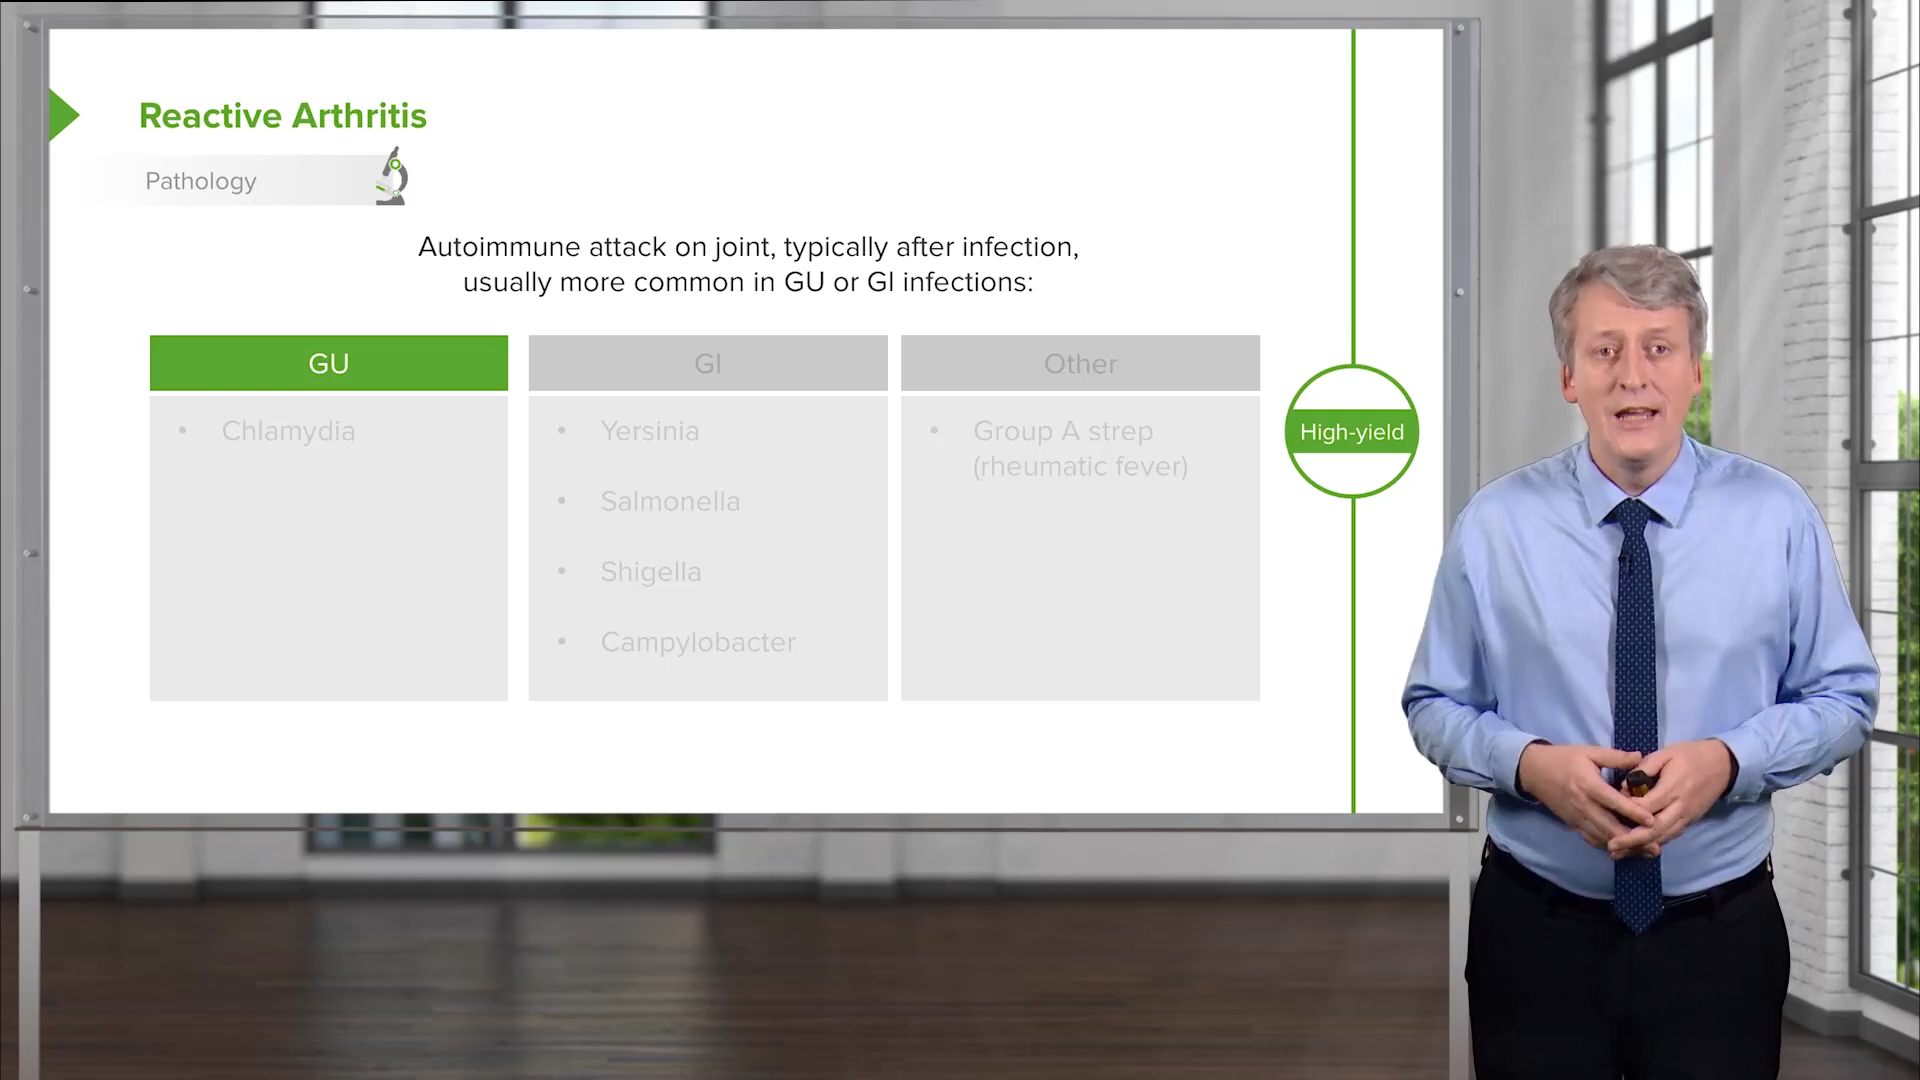 Reactive Arthritis
Pathology
Autoimmune attack on joint, typically after infection,
usually more common in GU or GI infections:
GU
• Chlamydia
GI
• Yersinia
• Salmonella
• Shigella
• Campylobacter
Other
• Group A strep
(rheumatic fever)
High-yield